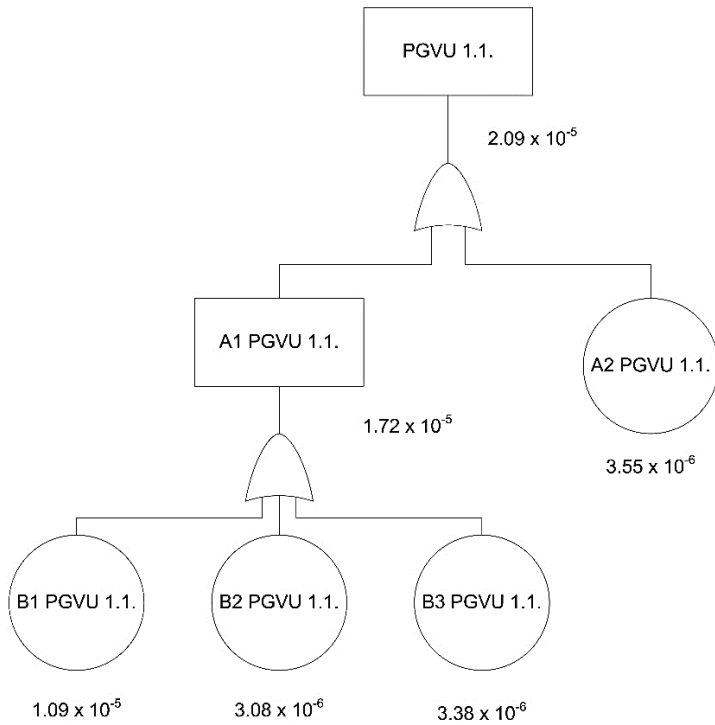 PGVU 1.1.
2.09 x 10⁻⁵
A1 PGVU 1.1.
A2 PGVU 1.1.
1.72 x 10⁻⁵
3.55 x 10⁻⁶
B1 PGVU 1.1.
B2 PGVU 1.1.
B3 PGVU 1.1.
1.09 x 10⁻⁵
3.08 x 10⁻⁶
3.38 x 10⁻⁶